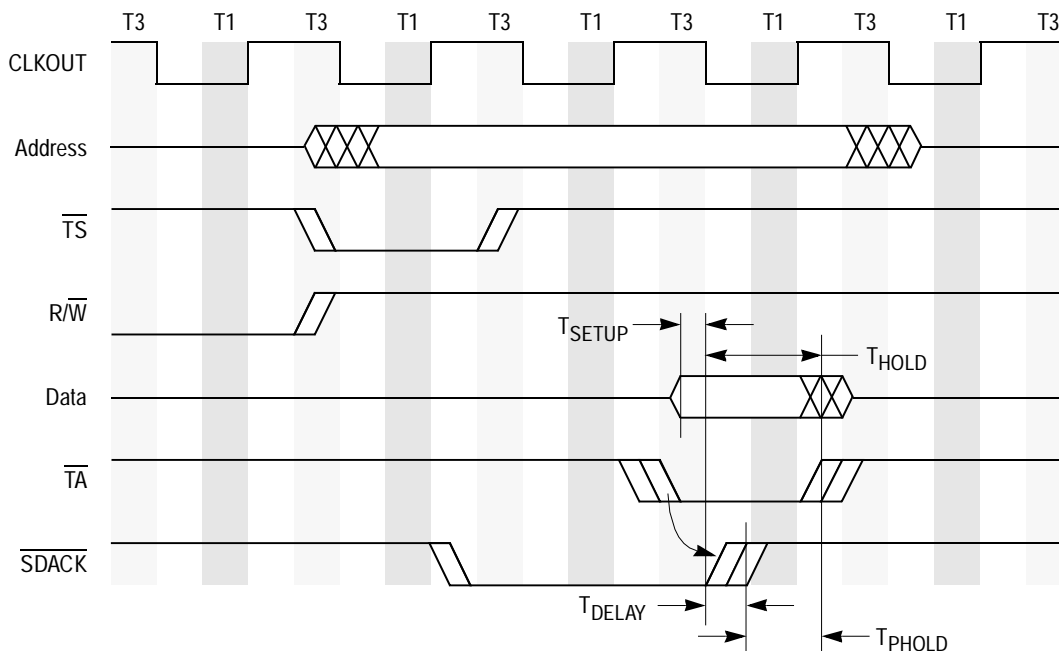 T3 T1 T3 T1 T3 T1 T3 T1 T3 T1 T3
CLKOUT
Address
TS
R/W
TSETUP
THOLD
Data
TA
SDACK
TDELAY
TPHOLD